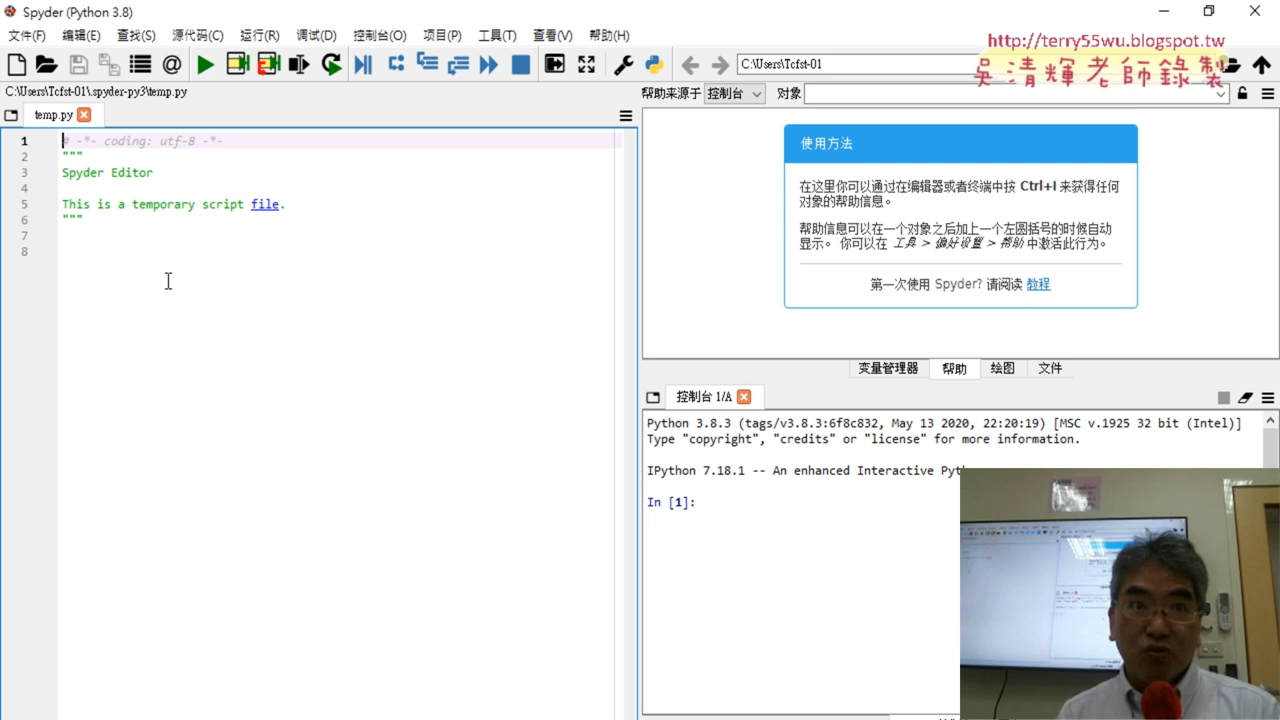 Spyder (Python 3.8)
文件(F) 编辑(E) 查找(S) 源代码(C) 运行(R) 调试(D) 控制台(O) 项目(P) 工具(T) 查看(V) 帮助(H)
http://terry55wu.blogspot.tw
吳清輝老師錄製
C:\Users\Tcfst-01
C:\Users\Tcfst-01\.spyder-py3\temp.py
帮助来源于 控制台 对象
temp.py
1 # -*- coding: utf-8 -*-
2 """
3 Spyder Editor
4
5 This is a temporary script file.
6 """
7
8
使用方法
在这里你可以通过在编辑器或者终端中按 Ctrl+I 来获得任何
对象的帮助信息。
帮助信息可以在一个对象之后加上一个左圆括号的时候自动
显示。 你可以在 工具 > 偏好设置 > 帮助 中激活此行为。
第一次使用 Spyder? 请阅读 教程
变量管理器 帮助 绘图 文件
控制台 1/A
Python 3.8.3 (tags/v3.8.3:6f8c832, May 13 2020, 22:20:19) [MSC v.1925 32 bit (Intel)]
Type "copyright", "credits" or "license" for more information.
IPython 7.18.1 -- An enhanced Interactive Pyth
In [1]: